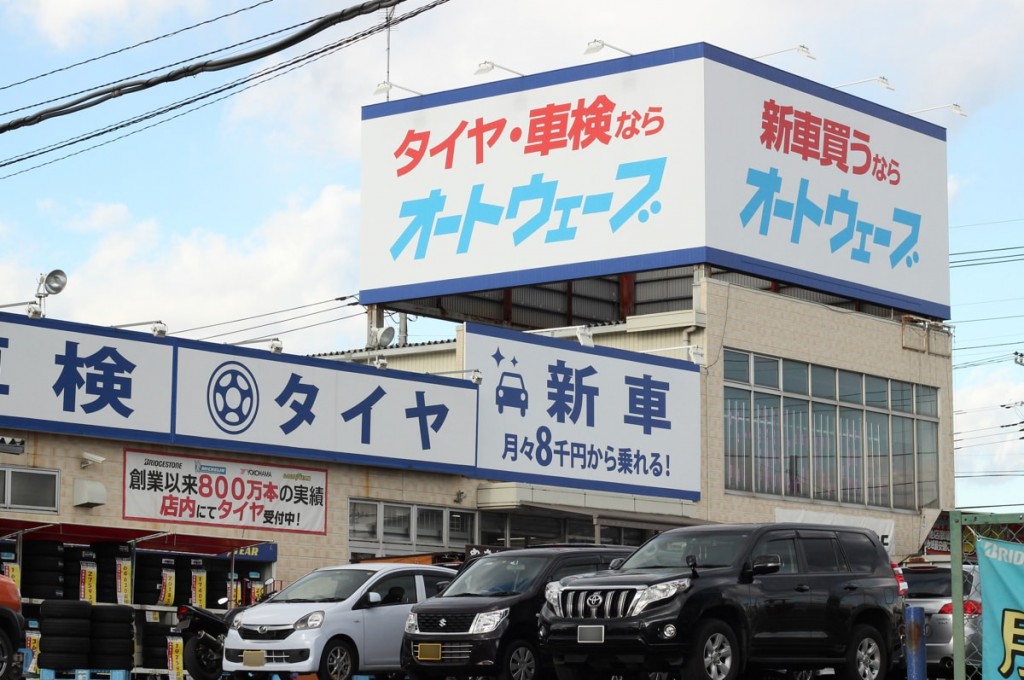 タイヤ・車検なら
オートウェーブ
新車買うなら
オートウェーブ
車検
タイヤ
新車
月々8千円から乗れる!
BRIDGESTONE MICHELIN YOKOHAMA
創業以来800万本の実績
店内にてタイヤ受付中!